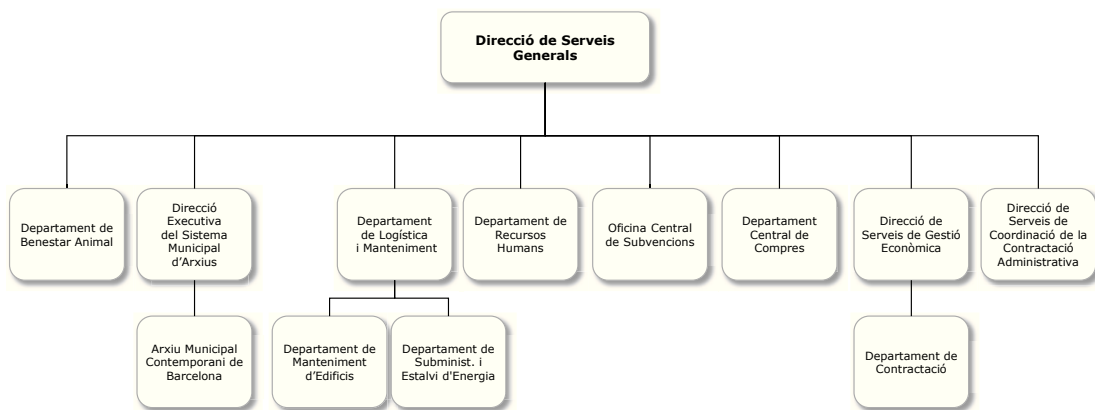 Direcció de Serveis
Generals
Departament de
Benestar Animal
Direcció
Executiva
del Sistema
Municipal
d’Arxius
Departament
de Logística
i Manteniment
Departament de
Recursos
Humans
Oficina Central
de Subvencions
Departament
Central de
Compres
Direcció de
Serveis de Gestió
Econòmica
Direcció de
Serveis de
Coordinació de la
Contractació
Administrativa
Arxiu Municipal
Contemporani de
Barcelona
Departament de
Manteniment
d’Edificis
Departament de
Subminist. i
Estalvi d'Energia
Departament de
Contractació